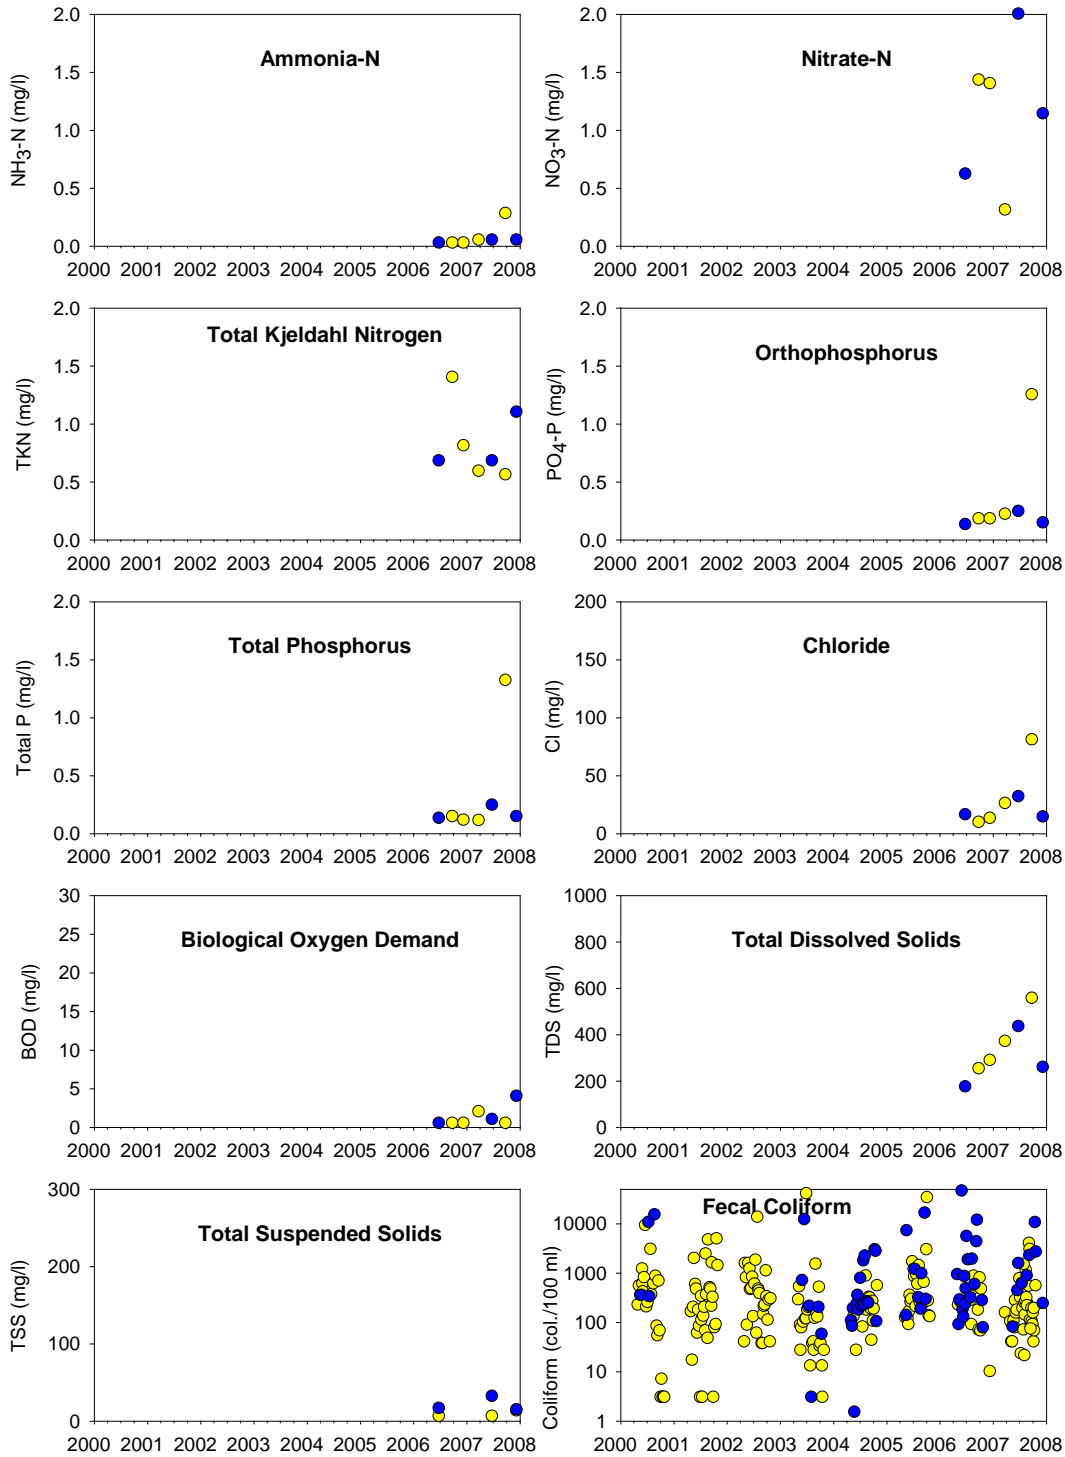 Ammonia-N
NH3-N (mg/l)
2.0
1.5
1.0
0.5
0.0
2000 2001 2002 2003 2004 2005 2006 2007 2008
Nitrate-N
NO3-N (mg/l)
2.0
1.5
1.0
0.5
0.0
2000 2001 2002 2003 2004 2005 2006 2007 2008
Total Kjeldahl Nitrogen
TKN (mg/l)
2.0
1.5
1.0
0.5
0.0
2000 2001 2002 2003 2004 2005 2006 2007 2008
Orthophosphorus
PO4-P (mg/l)
2.0
1.5
1.0
0.5
0.0
2000 2001 2002 2003 2004 2005 2006 2007 2008
Total Phosphorus
Total P (mg/l)
2.0
1.5
1.0
0.5
0.0
2000 2001 2002 2003 2004 2005 2006 2007 2008
Chloride
Cl (mg/l)
200
150
100
50
0
2000 2001 2002 2003 2004 2005 2006 2007 2008
Biological Oxygen Demand
BOD (mg/l)
30
25
20
15
10
5
0
2000 2001 2002 2003 2004 2005 2006 2007 2008
Total Dissolved Solids
TDS (mg/l)
1000
800
600
400
200
0
2000 2001 2002 2003 2004 2005 2006 2007 2008
Total Suspended Solids
TSS (mg/l)
300
200
100
0
2000 2001 2002 2003 2004 2005 2006 2007 2008
Fecal Coliform
Coliform (col./100 ml)
10000
1000
100
10
1
2000 2001 2002 2003 2004 2005 2006 2007 2008